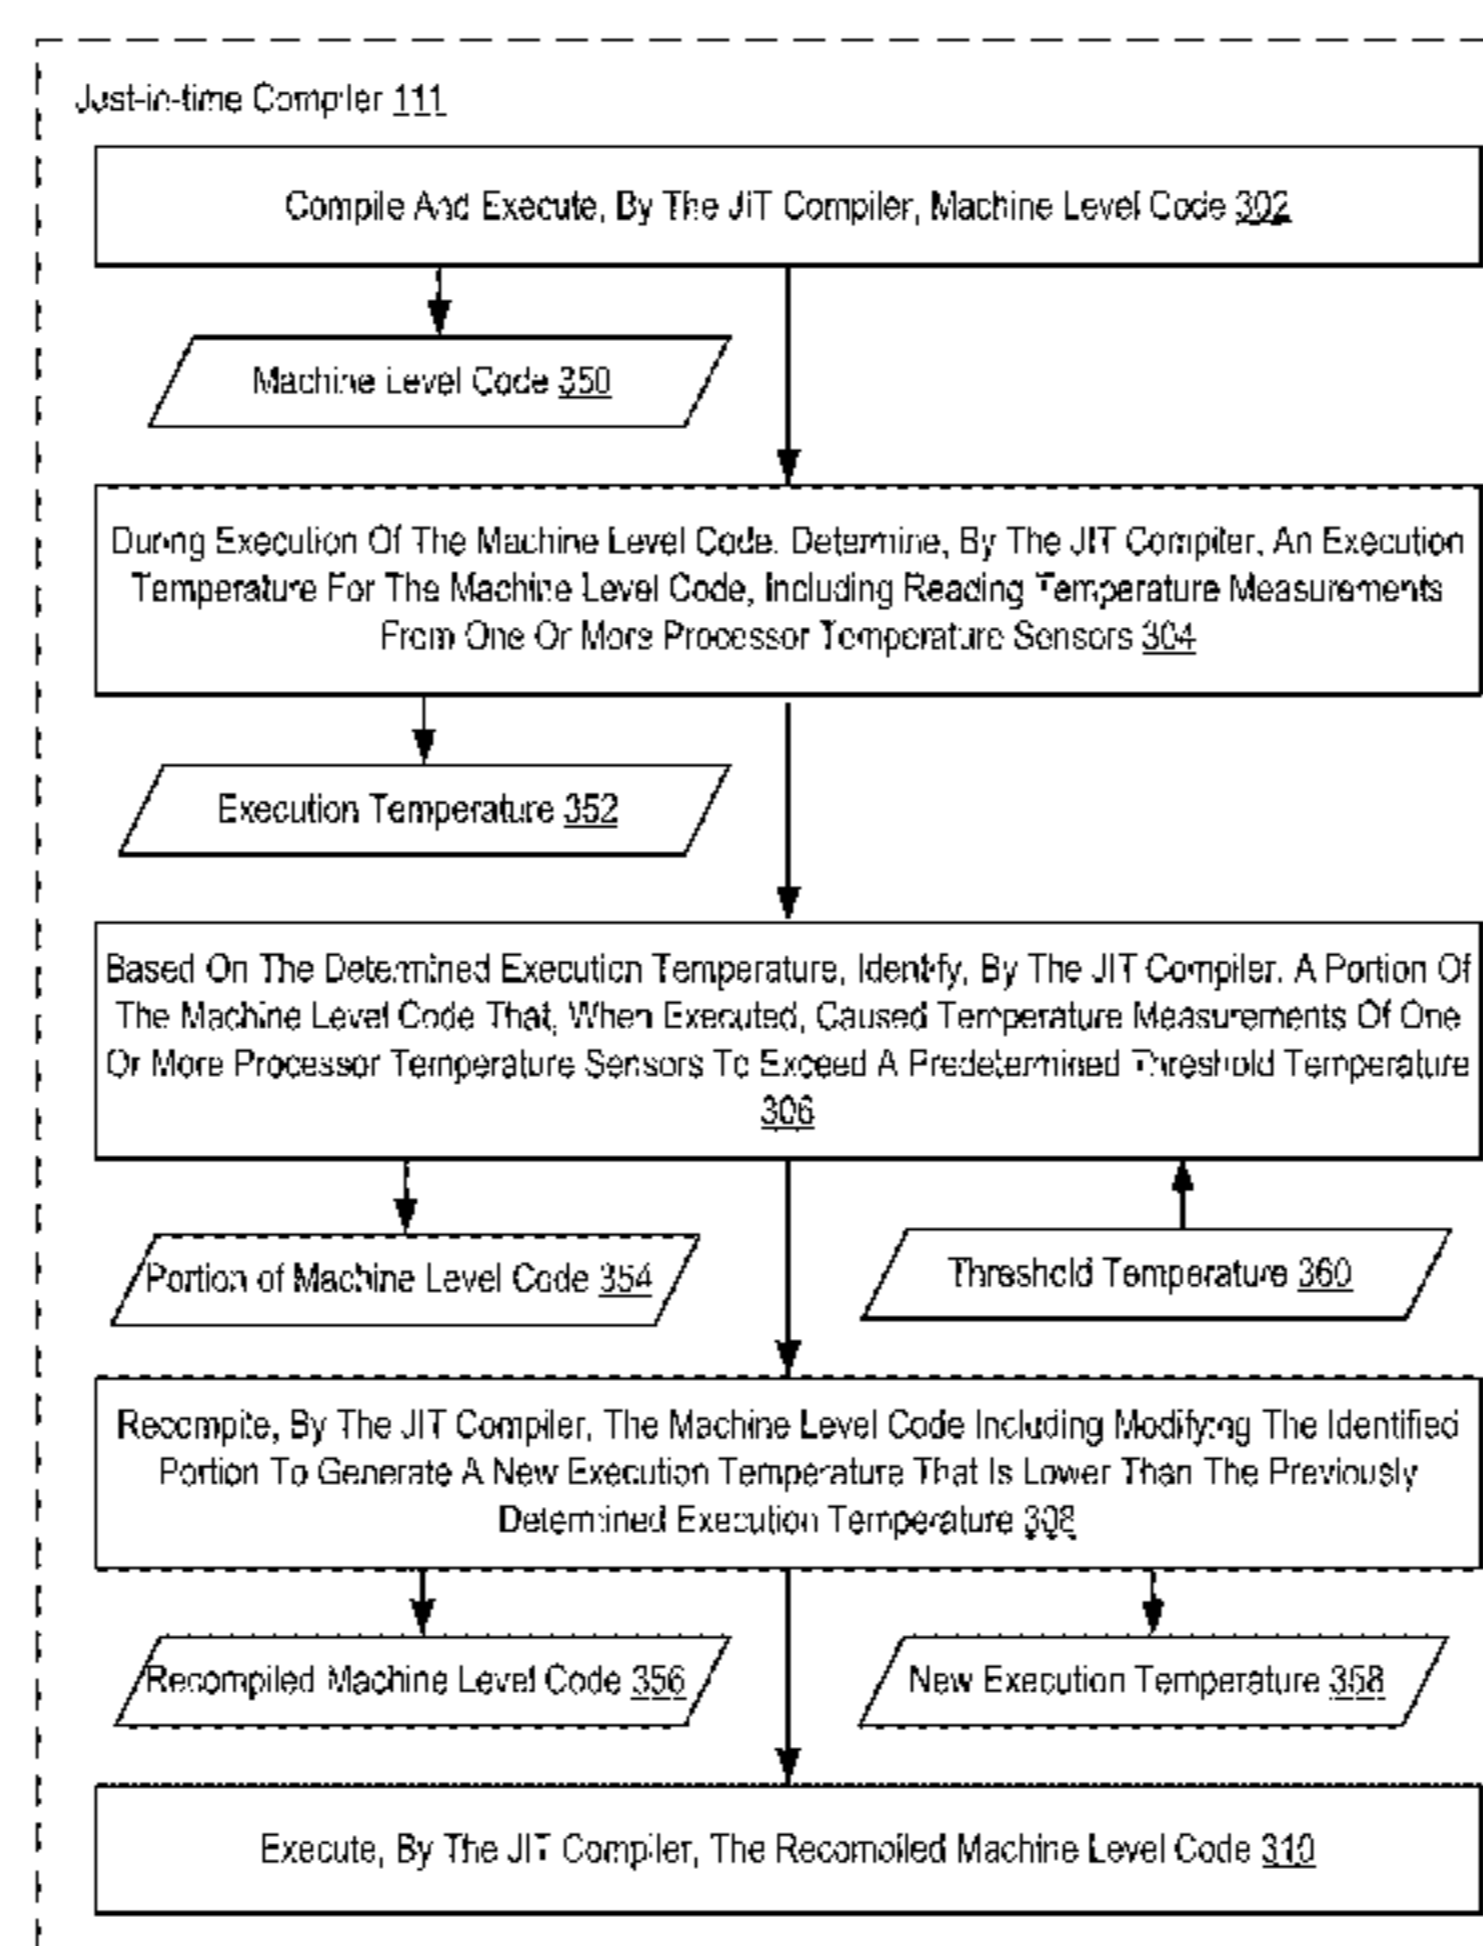 Just-in-time Compiler 111
Compile And Execute, By The JIT Compiler, Machine Level Code 302
Machine Level Code 350
During Execution Of The Machine Level Code, Determine, By The JIT Compiler, An Execution
Temperature For The Machine Level Code, Including Reading Temperature Measurements
From One Or More Processor Temperature Sensors 304
Execution Temperature 352
Based On The Determined Execution Temperature, Identify, By The JIT Compiler, A Portion Of
The Machine Level Code That, When Executed, Caused Temperature Measurements Of One
Or More Processor Temperature Sensors To Exceed A Predetermined Threshold Temperature
306
Portion of Machine Level Code 354
Threshold Temperature 360
Recompile, By The JIT Compiler, The Machine Level Code Including Modifying The Identified
Portion To Generate A New Execution Temperature That Is Lower Than The Previously
Determined Execution Temperature 308
Recompiled Machine Level Code 356
New Execution Temperature 358
Execute, By The JIT Compiler, The Recompiled Machine Level Code 310